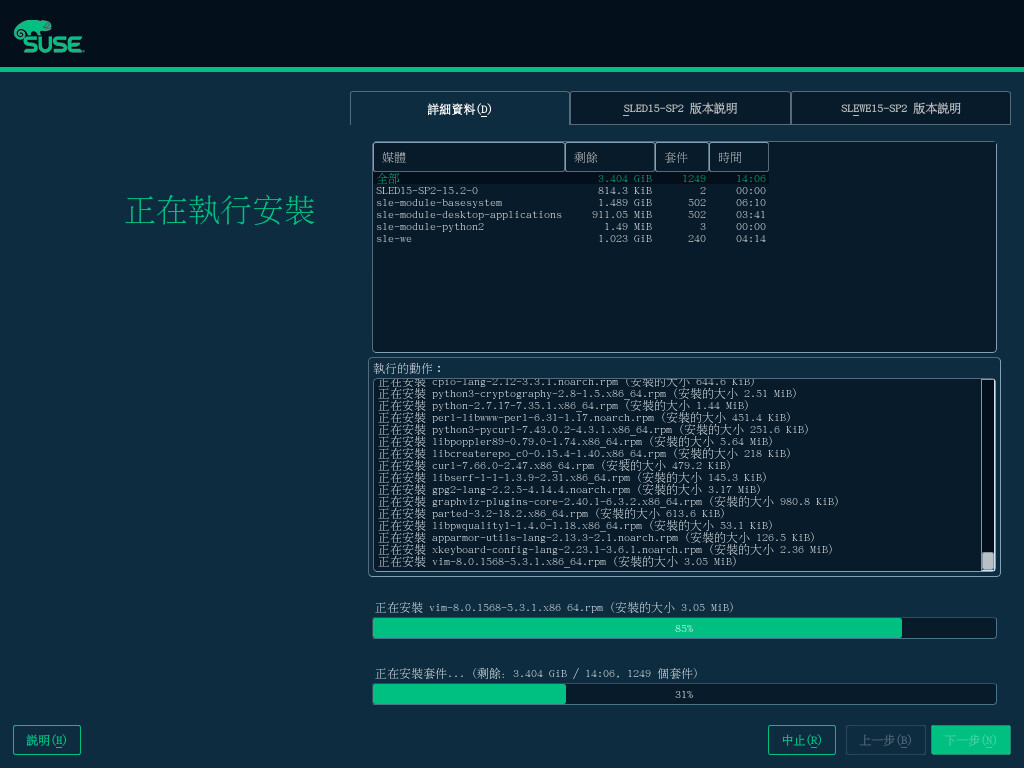 SUSE
詳細資料(D)
SLED15-SP2 版本說明
SLEWE15-SP2 版本說明
正在執行安裝
媒體 剩餘 套件 時間
全部 3.404 GiB 1249 14:06
SLED15-SP2-15.2-0 814.3 KiB 2 00:00
sle-module-basesystem 1.489 GiB 502 06:10
sle-module-desktop-applications 911.05 MiB 502 03:41
sle-module-python2 1.49 MiB 3 00:00
sle-we 1.023 GiB 240 04:14
執行的動作：
正在安裝 cpio-lang-2.12-3.3.1.noarch.rpm (安裝的大小 644.6 KiB)
正在安裝 python3-cryptography-2.8-1.5.x86_64.rpm (安裝的大小 2.51 MiB)
正在安裝 python-2.7.17-7.35.1.x86_64.rpm (安裝的大小 1.44 MiB)
正在安裝 perl-libwww-perl-6.31-1.17.noarch.rpm (安裝的大小 451.4 KiB)
正在安裝 python3-pycurl-7.43.0.2-4.3.1.x86_64.rpm (安裝的大小 251.6 KiB)
正在安裝 libpoppler89-0.79.0-1.74.x86_64.rpm (安裝的大小 5.64 MiB)
正在安裝 libcreaterepo_c0-0.15.4-1.40.x86_64.rpm (安裝的大小 218 KiB)
正在安裝 curl-7.66.0-2.47.x86_64.rpm (安裝的大小 479.2 KiB)
正在安裝 libserf-1-1-1.3.9-2.31.x86_64.rpm (安裝的大小 145.3 KiB)
正在安裝 gpg2-lang-2.2.5-4.14.4.noarch.rpm (安裝的大小 3.17 MiB)
正在安裝 graphviz-plugins-core-2.40.1-6.3.2.x86_64.rpm (安裝的大小 980.8 KiB)
正在安裝 parted-3.2-18.2.x86_64.rpm (安裝的大小 613.6 KiB)
正在安裝 libpwquality1-1.4.0-1.18.x86_64.rpm (安裝的大小 53.1 KiB)
正在安裝 apparmor-utils-lang-2.13.3-2.1.noarch.rpm (安裝的大小 126.5 KiB)
正在安裝 xkeyboard-config-lang-2.23.1-3.6.1.noarch.rpm (安裝的大小 2.36 MiB)
正在安裝 vim-8.0.1568-5.3.1.x86_64.rpm (安裝的大小 3.05 MiB)
正在安裝 vim-8.0.1568-5.3.1.x86_64.rpm (安裝的大小 3.05 MiB)
85%
正在安裝套件... (剩餘: 3.404 GiB / 14:06, 1249 個套件)
31%
說明(H)
中止(R)
上一步(B)
下一步(N)